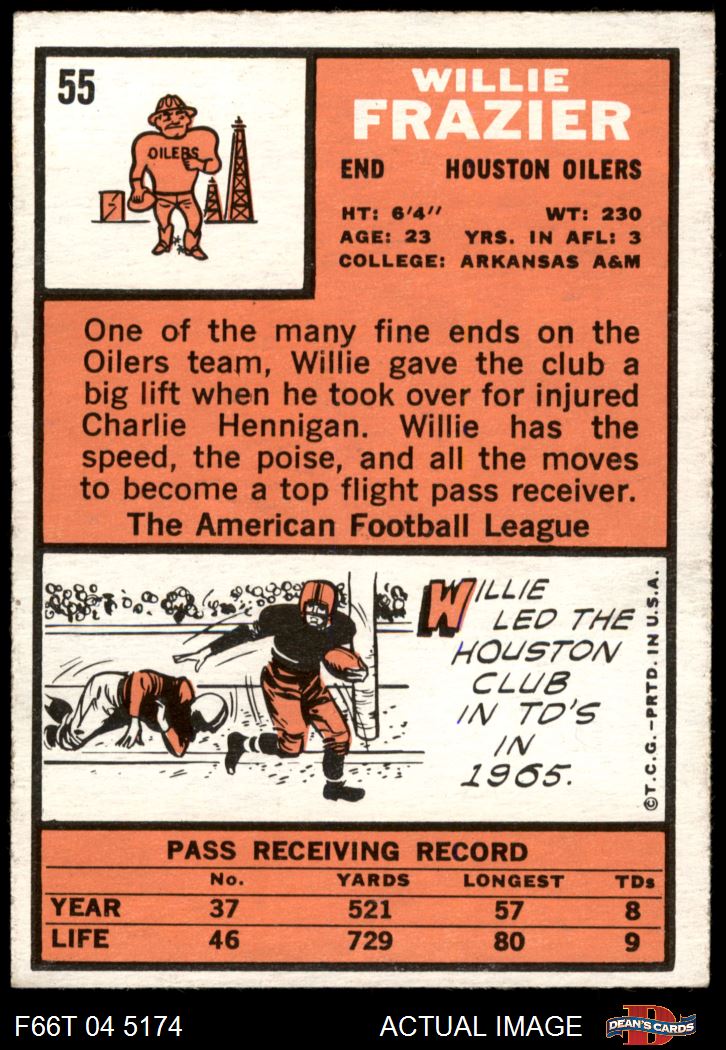 55
OILERS
WILLIE
FRAZIER
END HOUSTON OILERS
HT: 6'4" WT: 230
AGE: 23 YRS. IN AFL: 3
COLLEGE: ARKANSAS A&M
One of the many fine ends on the
Oilers team, Willie gave the club a
big lift when he took over for injured
Charlie Hennigan. Willie has the
speed, the poise, and all the moves
to become a top flight pass receiver.
The American Football League
WILLIE
LED THE
HOUSTON
CLUB
IN TD'S
IN
1965.
©T.C.G.–PRTD. IN U.S.A.
PASS RECEIVING RECORD
No. YARDS LONGEST TDs
YEAR 37 521 57 8
LIFE 46 729 80 9
F66T 04 5174 ACTUAL IMAGE
D
DEAN'S CARDS